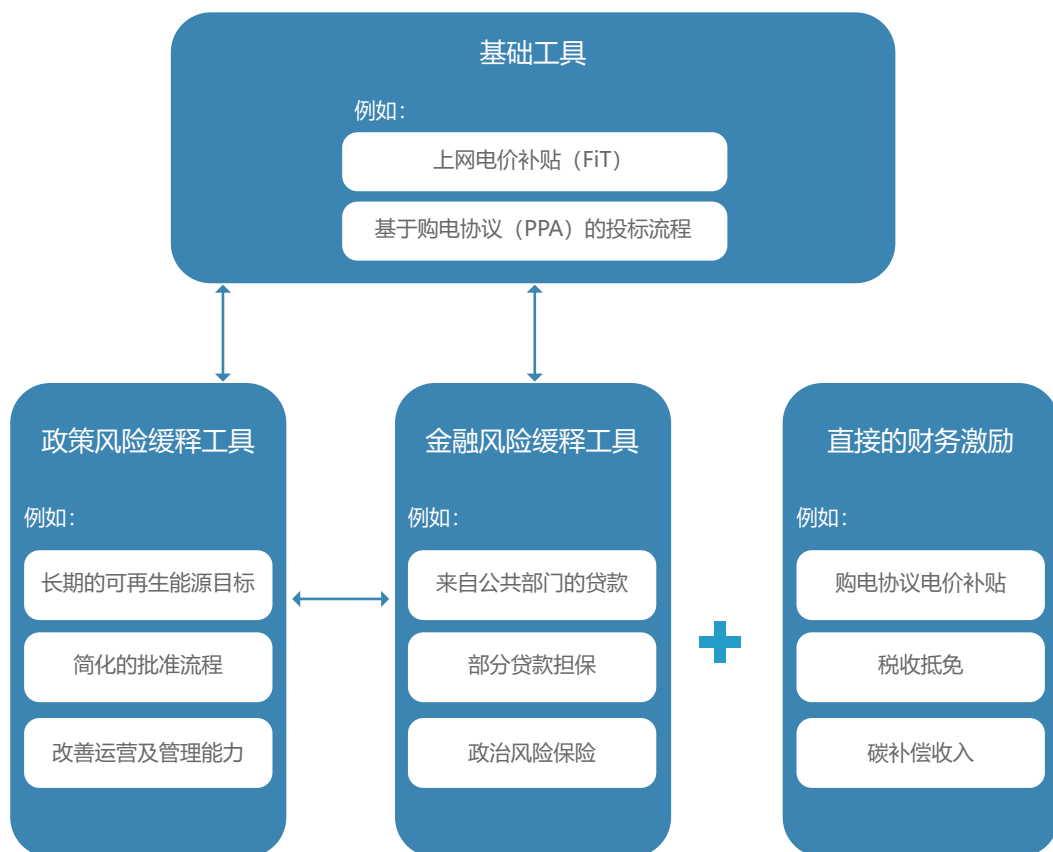 基础工具
例如：
上网电价补贴（FiT）
基于购电协议（PPA）的投标流程
政策风险缓释工具
例如：
长期的可再生能源目标
简化的批准流程
改善运营及管理能力
金融风险缓释工具
例如：
来自公共部门的贷款
部分贷款担保
政治风险保险
直接的财务激励
例如：
购电协议电价补贴
税收抵免
碳补偿收入